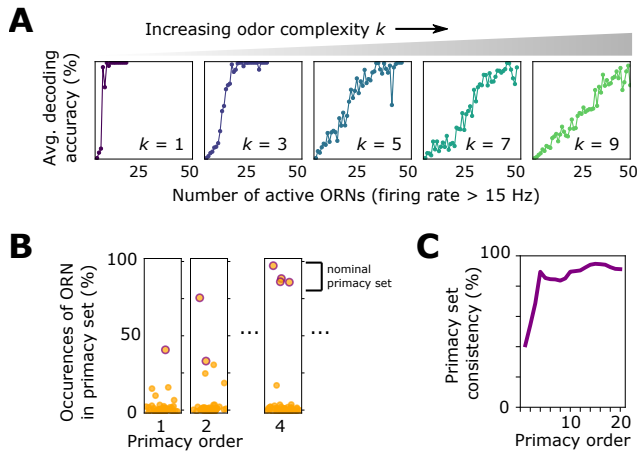 A
Increasing odor complexity k
Avg. decoding
accuracy (%)
k = 1
k = 3
k = 5
k = 7
k = 9
25 50 25 50 25 50 25 50 25 50
Number of active ORNs (firing rate > 15 Hz)
B
Occurences of ORN
in primacy set (%)
100
50
0
nominal
primacy set
... ...
1 2 4
Primacy order
C
Primacy set
consistency (%)
100
50
0
0 10 20
Primacy order